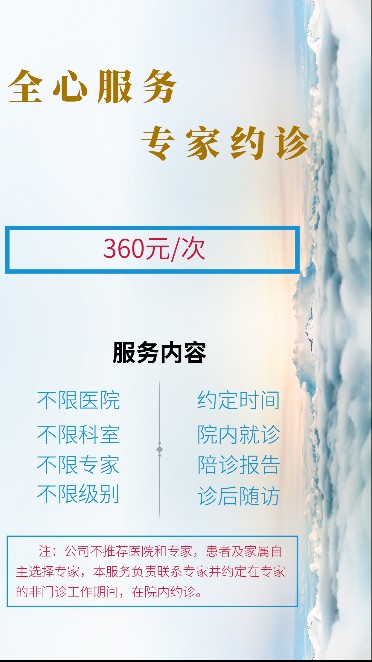 全心服务
专家约诊
360元/次
服务内容
不限医院
不限科室
不限专家
不限级别
约定时间
院内就诊
陪诊报告
诊后随访
注：公司不推荐医院和专家，患者及家属自
主选择专家，本服务负责联系专家并约定在专家
的非门诊工作期间，在院内约诊。